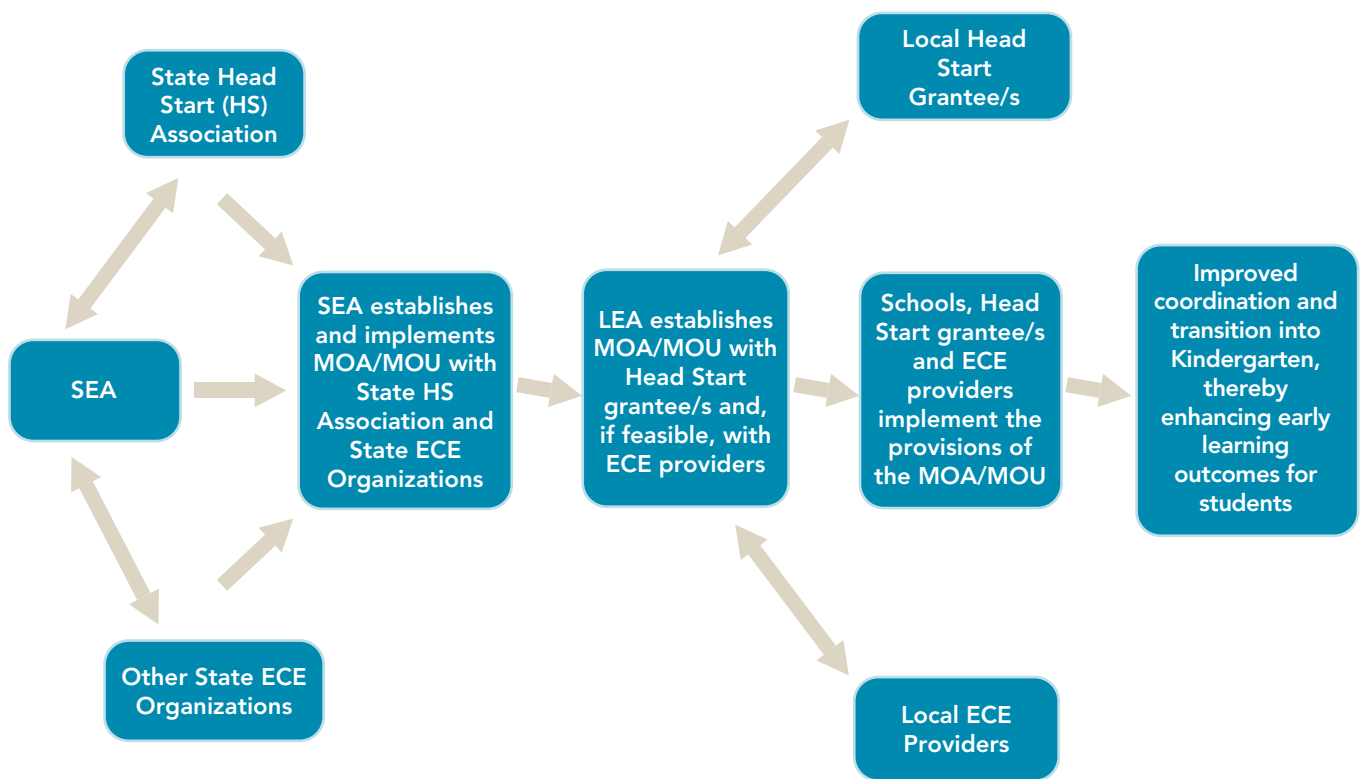 State Head
Start (HS)
Association
Local Head
Start
Grantee/s
SEA
SEA establishes
and implements
MOA/MOU with
State HS
Association and
State ECE
Organizations
LEA establishes
MOA/MOU with
Head Start
grantee/s and,
if feasible, with
ECE providers
Schools, Head
Start grantee/s
and ECE
providers
implement the
provisions of
the MOA/MOU
Improved
coordination and
transition into
Kindergarten,
thereby
enhancing early
learning
outcomes for
students
Other State ECE
Organizations
Local ECE
Providers